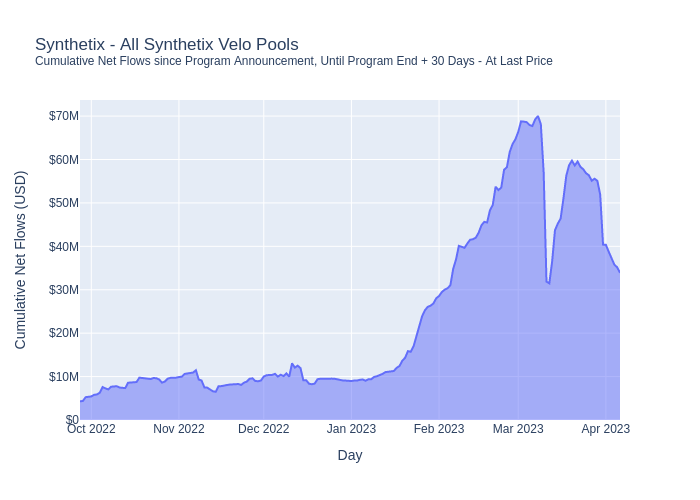 Synthetix - All Synthetix Velo Pools
Cumulative Net Flows since Program Announcement, Until Program End + 30 Days - At Last Price
$70M
$60M
$50M
$40M
$30M
$20M
$10M
$0
Cumulative Net Flows (USD)
Oct 2022 Nov 2022 Dec 2022 Jan 2023 Feb 2023 Mar 2023 Apr 2023
Day